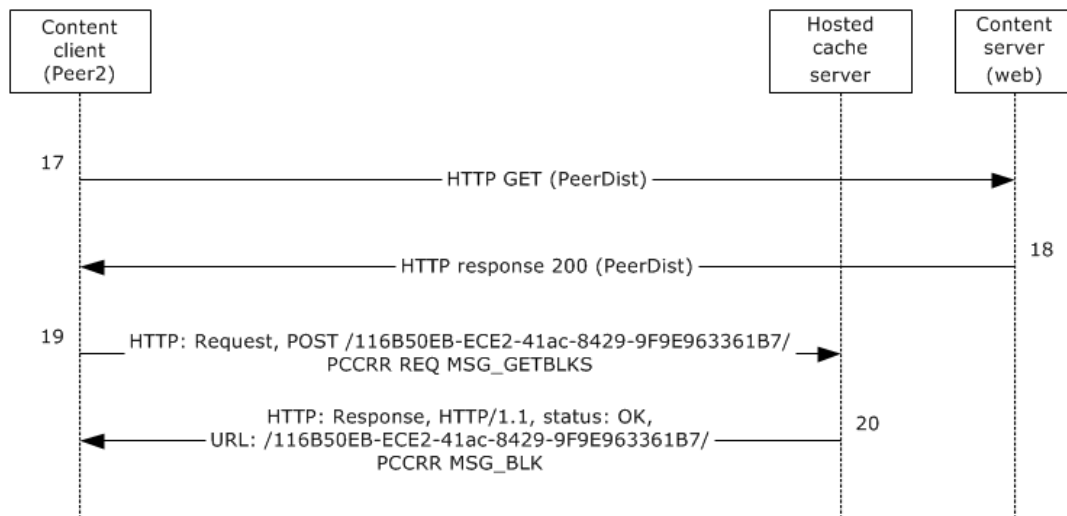 Content
client
(Peer2)
Hosted
cache
server
Content
server
(web)
17
HTTP GET (PeerDist)
18
HTTP response 200 (PeerDist)
19
HTTP: Request, POST /116B50EB-ECE2-41ac-8429-9F9E963361B7/
PCCRR REQ MSG_GETBLKS
HTTP: Response, HTTP/1.1, status: OK,
URL: /116B50EB-ECE2-41ac-8429-9F9E963361B7/
PCCRR MSG_BLK
20